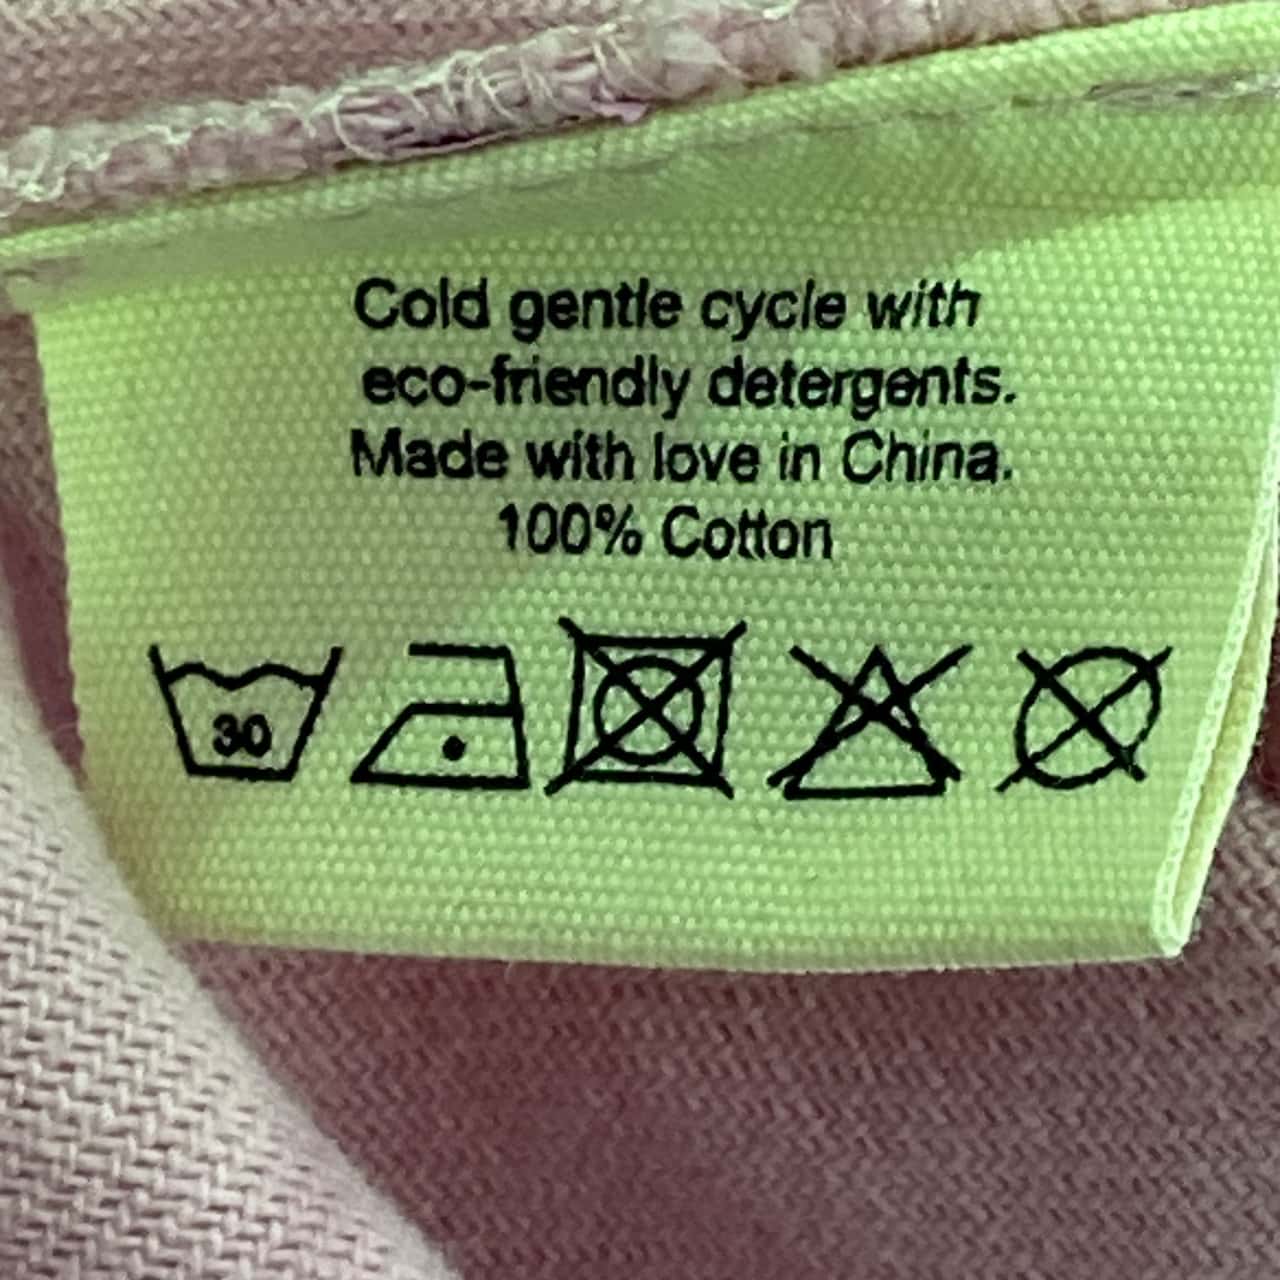 Cold gentle cycle with
eco-friendly detergents.
Made with love in China.
100% Cotton
30